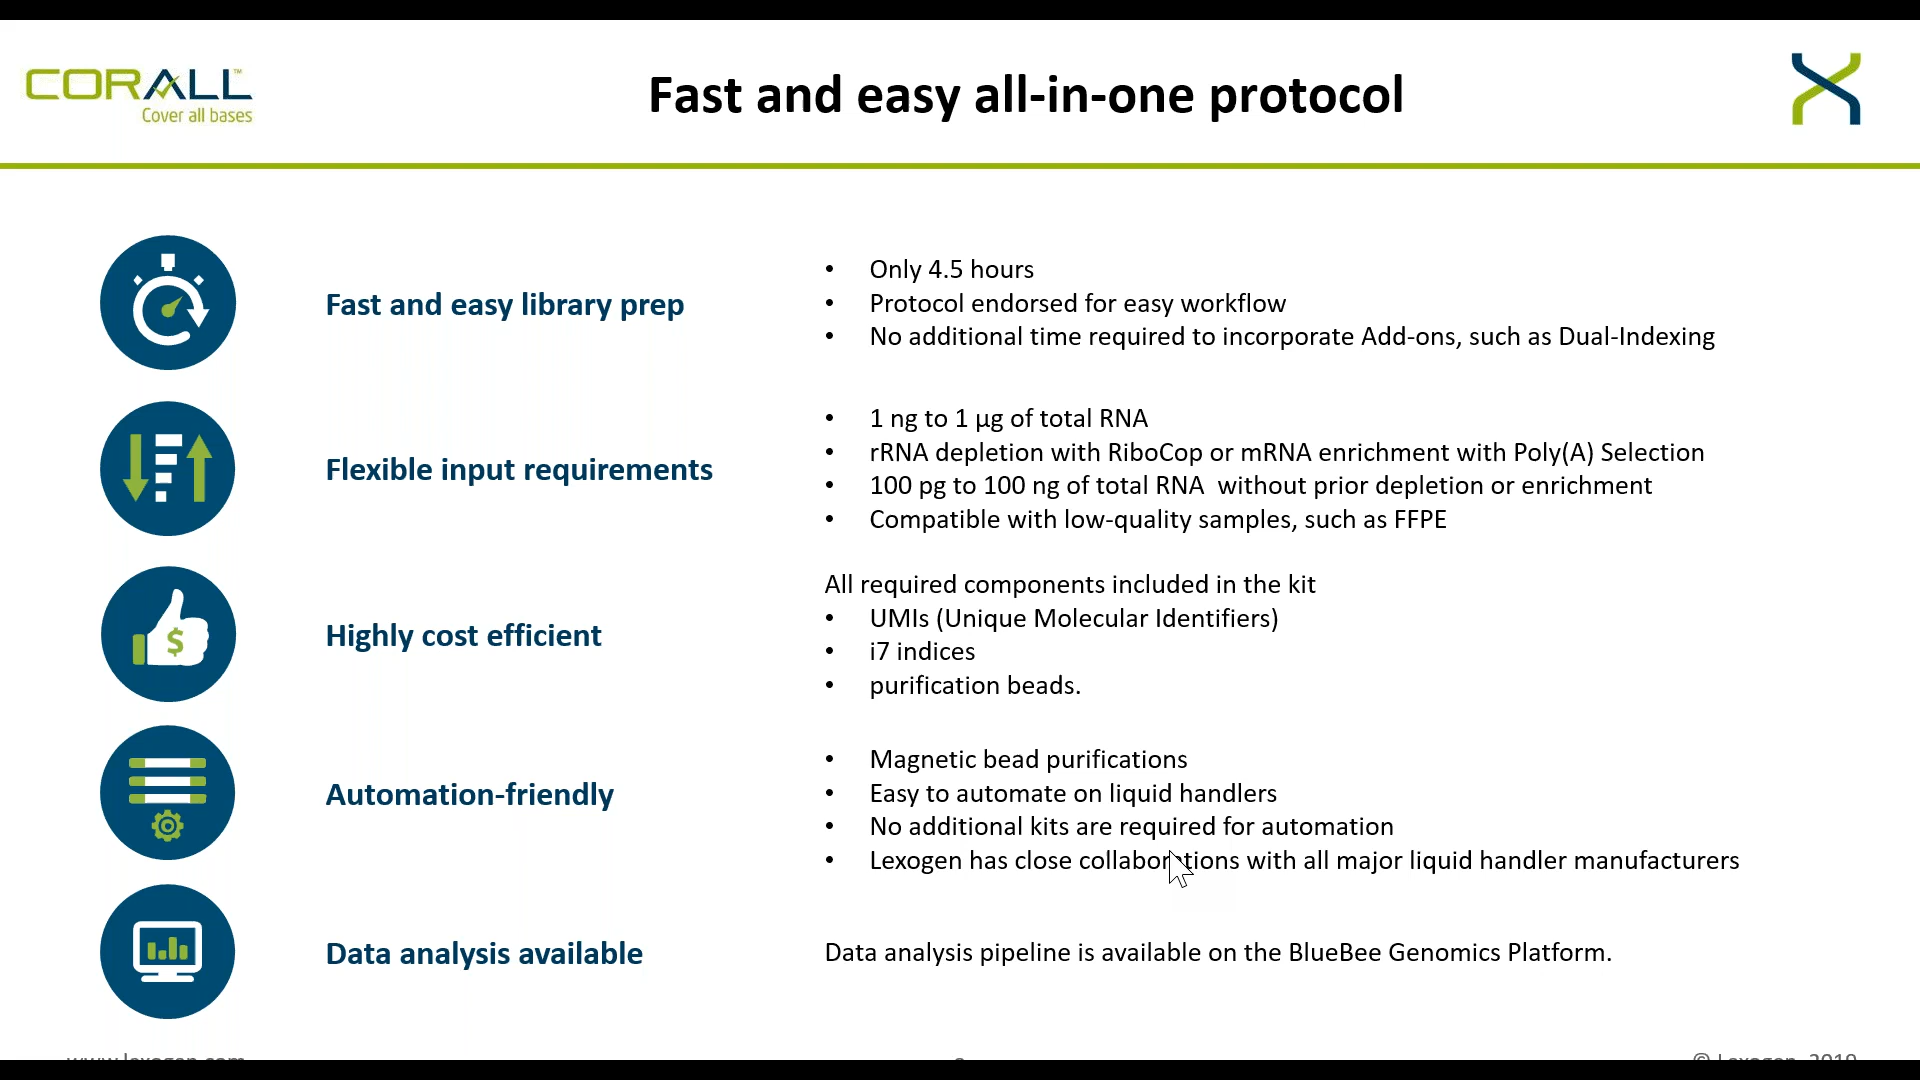 CORALL™
Cover all bases
Fast and easy all-in-one protocol
Fast and easy library prep
• Only 4.5 hours
• Protocol endorsed for easy workflow
• No additional time required to incorporate Add-ons, such as Dual-Indexing
Flexible input requirements
• 1 ng to 1 µg of total RNA
• rRNA depletion with RiboCop or mRNA enrichment with Poly(A) Selection
• 100 pg to 100 ng of total RNA  without prior depletion or enrichment
• Compatible with low-quality samples, such as FFPE
Highly cost efficient
$
All required components included in the kit
• UMIs (Unique Molecular Identifiers)
• i7 indices
• purification beads.
Automation-friendly
• Magnetic bead purifications
• Easy to automate on liquid handlers
• No additional kits are required for automation
• Lexogen has close collaborations with all major liquid handler manufacturers
Data analysis available
Data analysis pipeline is available on the BlueBee Genomics Platform.
www.lexogen.com
© Lexogen, 2019